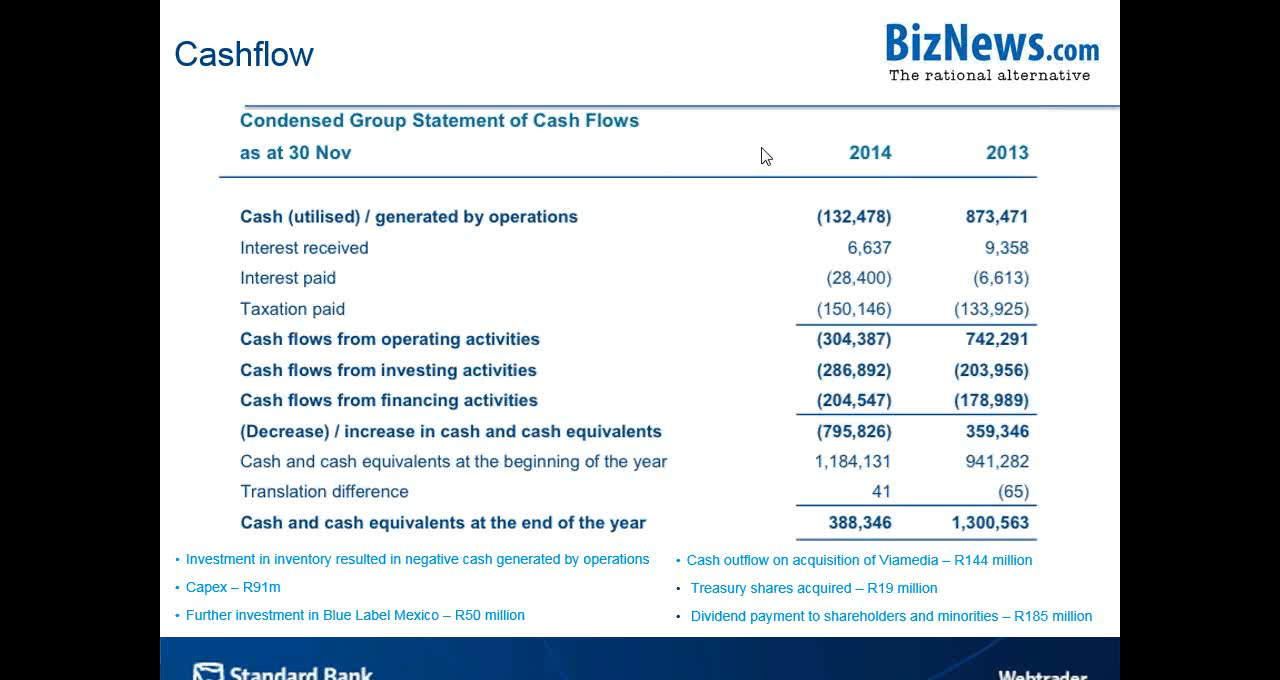 Cashflow
BizNews.com
The rational alternative
Condensed Group Statement of Cash Flows
as at 30 Nov 2014 2013
Cash (utilised) / generated by operations (132,478) 873,471
Interest received 6,637 9,358
Interest paid (28,400) (6,613)
Taxation paid (150,146) (133,925)
Cash flows from operating activities (304,387) 742,291
Cash flows from investing activities (286,892) (203,956)
Cash flows from financing activities (204,547) (178,989)
(Decrease) / increase in cash and cash equivalents (795,826) 359,346
Cash and cash equivalents at the beginning of the year 1,184,131 941,282
Translation difference 41 (65)
Cash and cash equivalents at the end of the year 388,346 1,300,563
• Investment in inventory resulted in negative cash generated by operations
• Capex – R91m
• Further investment in Blue Label Mexico – R50 million
• Cash outflow on acquisition of Viamedia – R144 million
• Treasury shares acquired – R19 million
• Dividend payment to shareholders and minorities – R185 million
Standard Bank
Webtrader